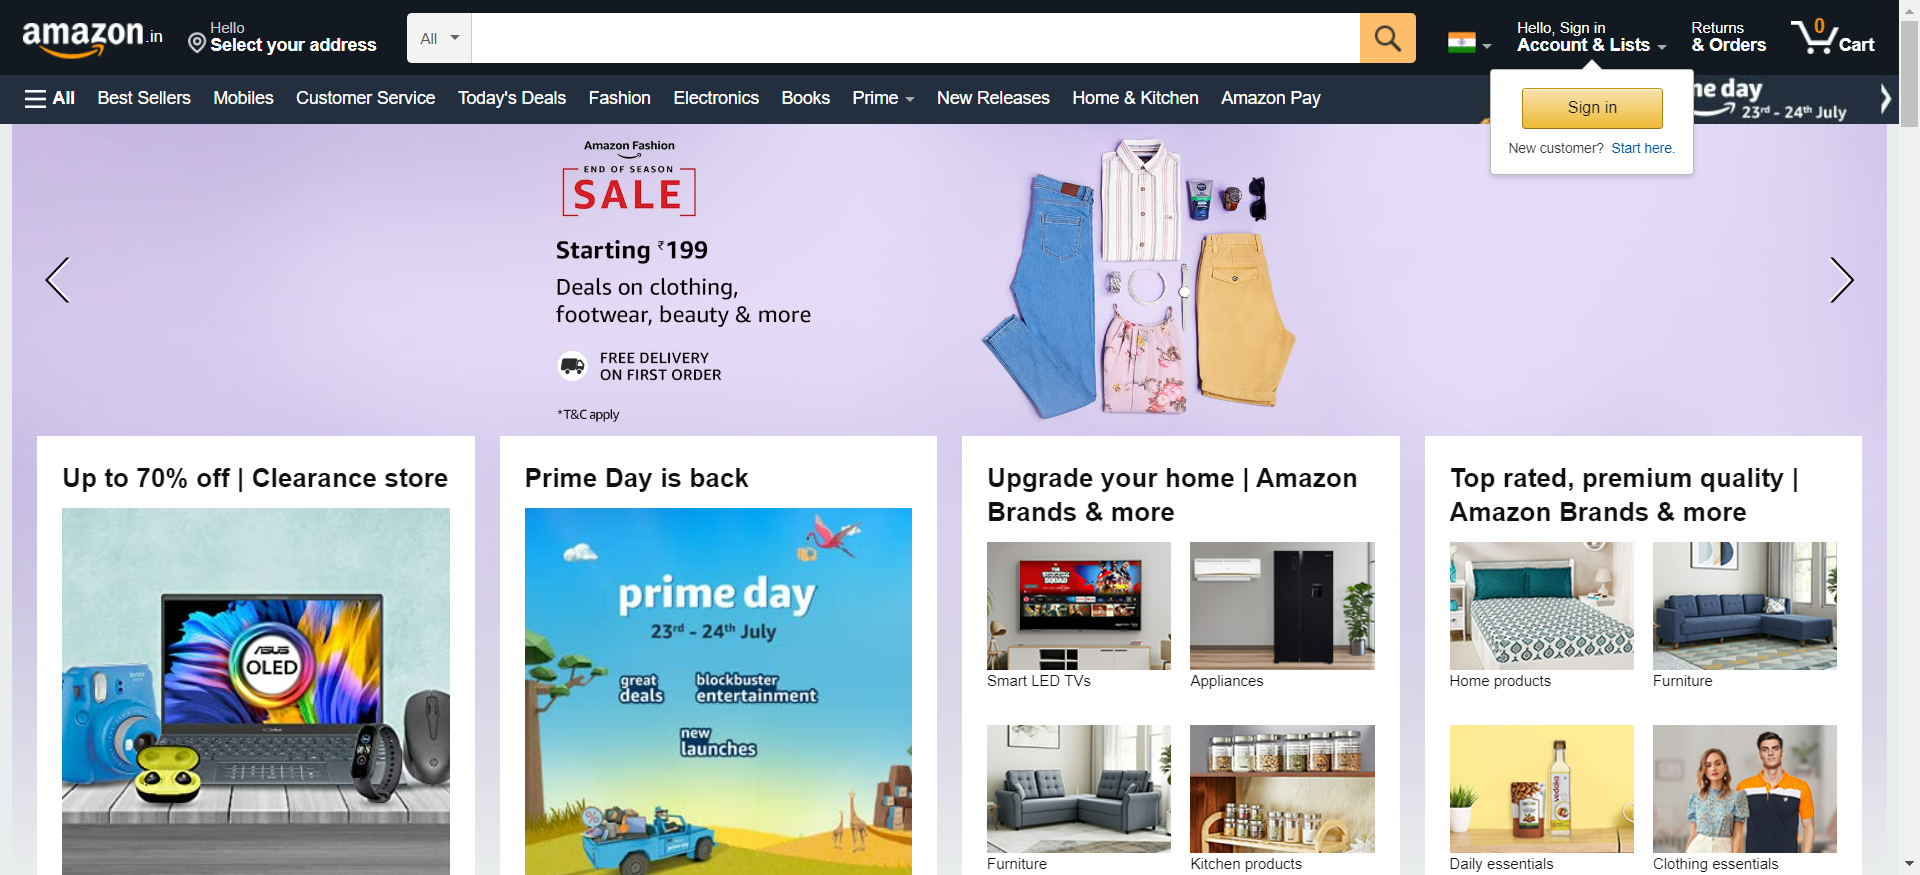 amazon.in
Hello
Select your address
All
Hello, Sign in
Account & Lists
Returns
& Orders
0
Cart
All
Best Sellers
Mobiles
Customer Service
Today's Deals
Fashion
Electronics
Books
Prime
New Releases
Home & Kitchen
Amazon Pay
Sign in
New customer? Start here.
day
23rd - 24th July
Amazon Fashion
END OF SEASON
SALE
Starting ₹199
Deals on clothing,
footwear, beauty & more
FREE DELIVERY
ON FIRST ORDER
*T&C apply
Up to 70% off | Clearance store
ASUS
OLED
Prime Day is back
prime day
23rd - 24th July
great
deals
blockbuster
entertainment
new
launches
%
prime day
Upgrade your home | Amazon
Brands & more
Smart LED TVs
Appliances
Furniture
Kitchen products
Top rated, premium quality |
Amazon Brands & more
Home products
Furniture
Daily essentials
Clothing essentials